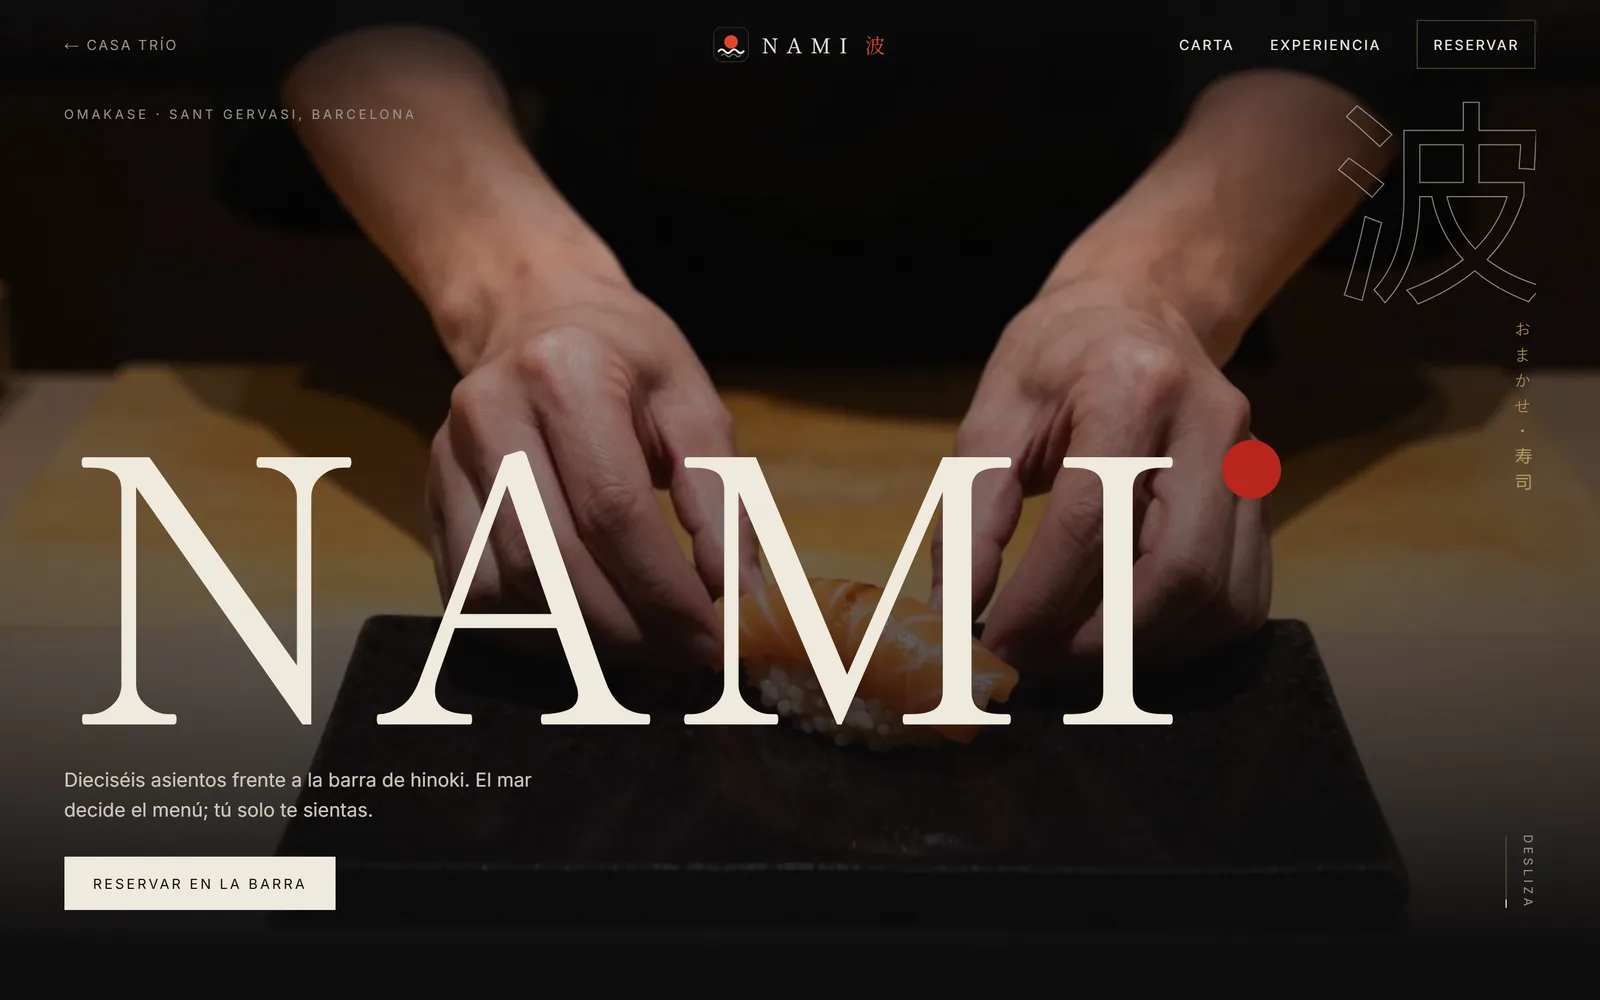 ← CASA TRÍO
NAMI 波
CARTA
EXPERIENCIA
RESERVAR
OMAKASE · SANT GERVASI, BARCELONA
波
おまかせ・寿司
NAMI
Dieciséis asientos frente a la barra de hinoki. El mar
decide el menú; tú solo te sientas.
RESERVAR EN LA BARRA
DESLIZA